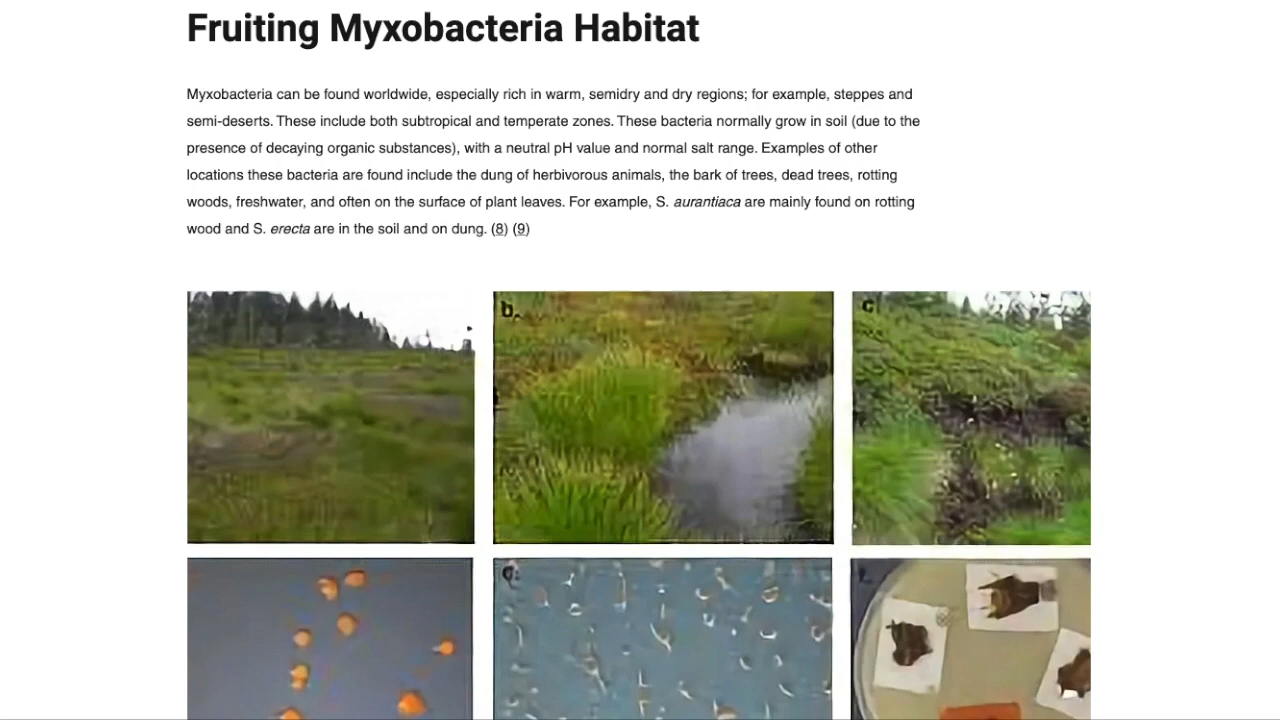 Fruiting Myxobacteria Habitat
Myxobacteria can be found worldwide, especially rich in warm, semidry and dry regions; for example, steppes and
semi-deserts. These include both subtropical and temperate zones. These bacteria normally grow in soil (due to the
presence of decaying organic substances), with a neutral pH value and normal salt range. Examples of other
locations these bacteria are found include the dung of herbivorous animals, the bark of trees, dead trees, rotting
woods, freshwater, and often on the surface of plant leaves. For example, S. aurantiaca are mainly found on rotting
wood and S. erecta are in the soil and on dung. (8) (9)
b.
c